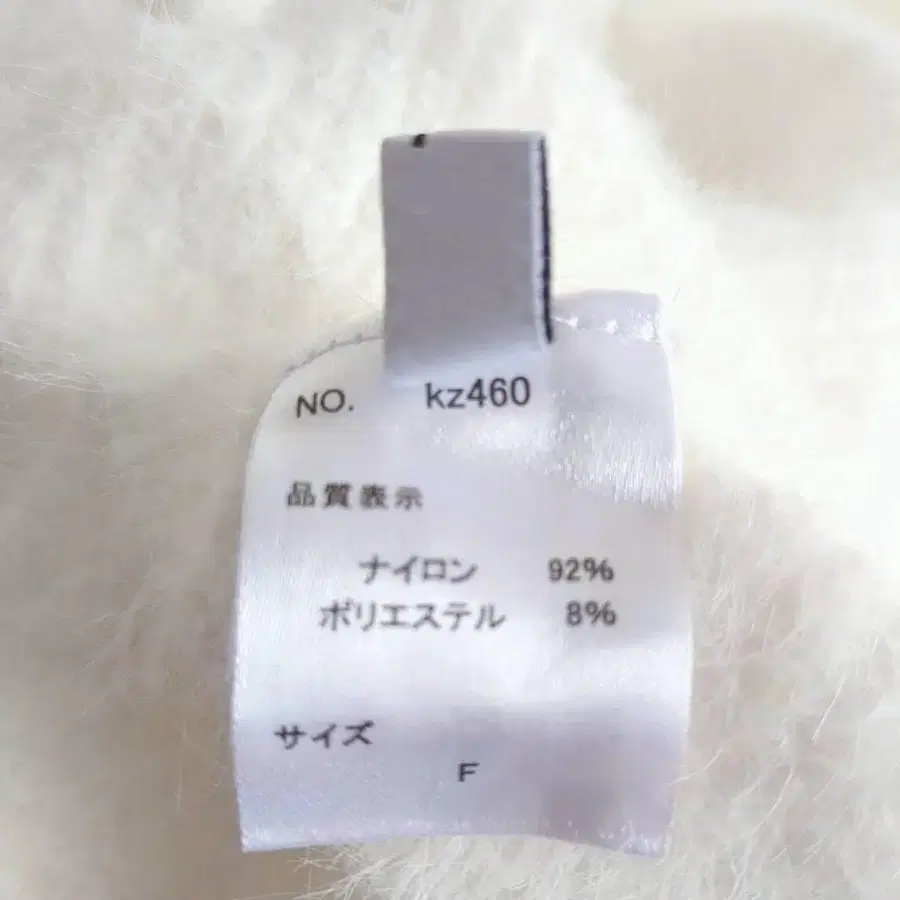 NO. kz460
品質表示
ナイロン 92%
ポリエステル 8%
サイズ
F